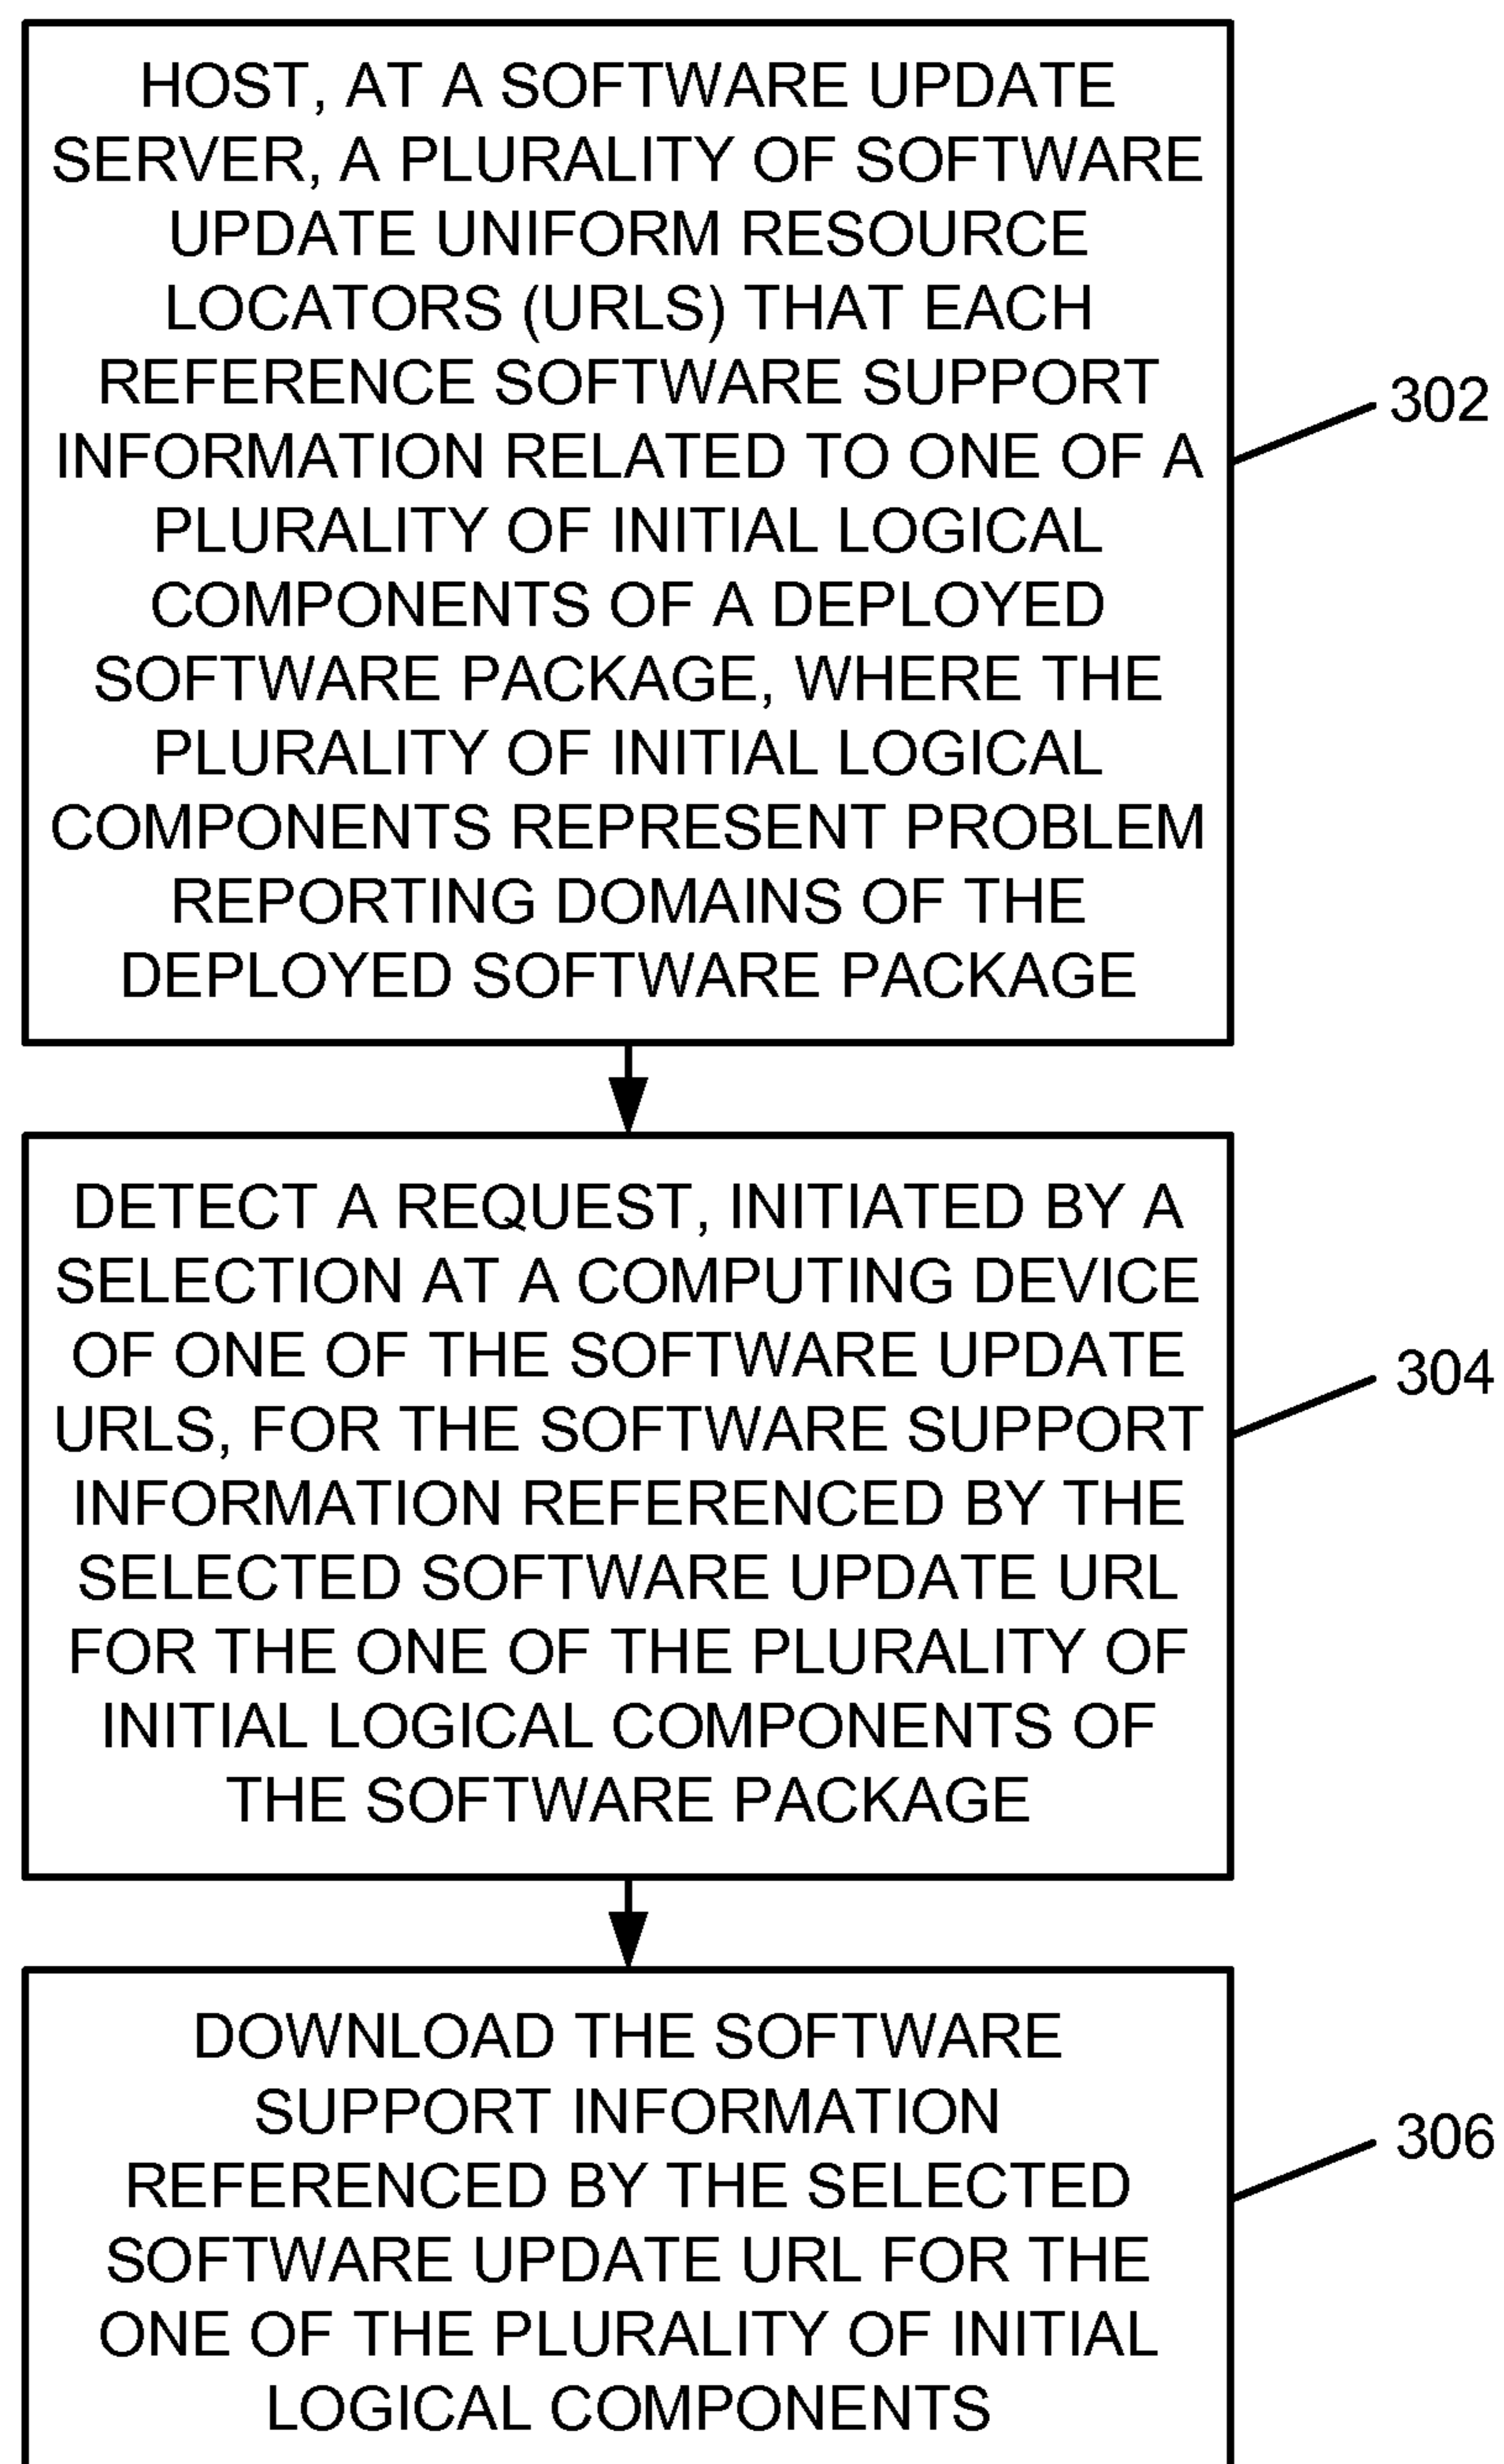 HOST, AT A SOFTWARE UPDATE
SERVER, A PLURALITY OF SOFTWARE
UPDATE UNIFORM RESOURCE
LOCATORS (URLS) THAT EACH
REFERENCE SOFTWARE SUPPORT
INFORMATION RELATED TO ONE OF A
PLURALITY OF INITIAL LOGICAL
COMPONENTS OF A DEPLOYED
SOFTWARE PACKAGE, WHERE THE
PLURALITY OF INITIAL LOGICAL
COMPONENTS REPRESENT PROBLEM
REPORTING DOMAINS OF THE
DEPLOYED SOFTWARE PACKAGE
302
DETECT A REQUEST, INITIATED BY A
SELECTION AT A COMPUTING DEVICE
OF ONE OF THE SOFTWARE UPDATE
URLS, FOR THE SOFTWARE SUPPORT
INFORMATION REFERENCED BY THE
SELECTED SOFTWARE UPDATE URL
FOR THE ONE OF THE PLURALITY OF
INITIAL LOGICAL COMPONENTS OF
THE SOFTWARE PACKAGE
304
DOWNLOAD THE SOFTWARE
SUPPORT INFORMATION
REFERENCED BY THE SELECTED
SOFTWARE UPDATE URL FOR THE
ONE OF THE PLURALITY OF INITIAL
LOGICAL COMPONENTS
306